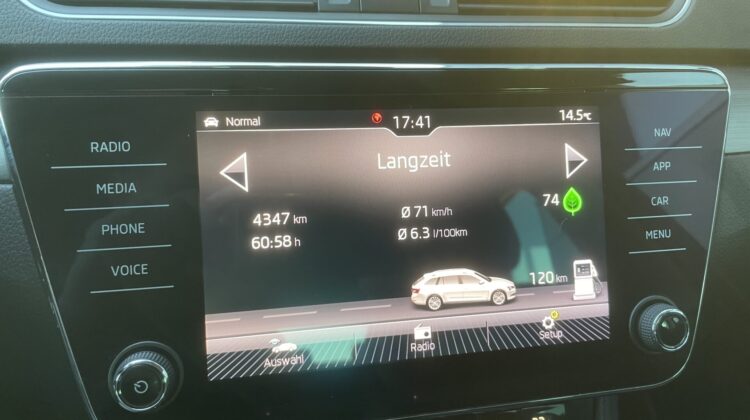 Normal 17:41 14.5°C
Langzeit
RADIO
MEDIA
PHONE
VOICE
4347 km
60:58 h
Ø 71 km/h
Ø 6.3 l/100km
74
120 km
Auswahl
Radio
Setup
NAV
APP
CAR
MENU